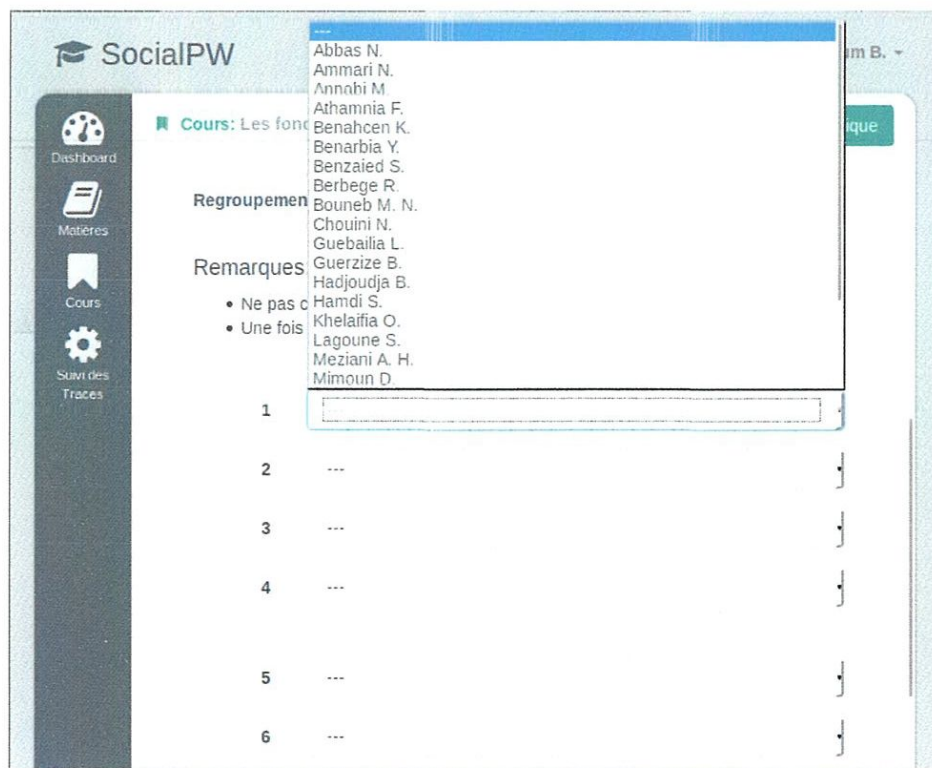 SocialPW
---
um B.
Abbas N.
Ammari N.
Annabi M.
Athamnia F.
Benahcen K.
Benarbia Y.
Benzaied S.
Berbege R.
Bouneb M. N.
Chouini N.
Guebailia L.
Guerzize B.
Hadjoudja B.
Hamdi S.
Khelaifia O.
Lagoune S.
Meziani A. H.
Mimoun D.
Dashboard
Matières
Cours
Suivi des
Traces
Cours: Les fond
ique
Regroupemen
Remarques
• Ne pas c
• Une fois
1
2 ---
3 ---
4 ---
5 ---
6 ---